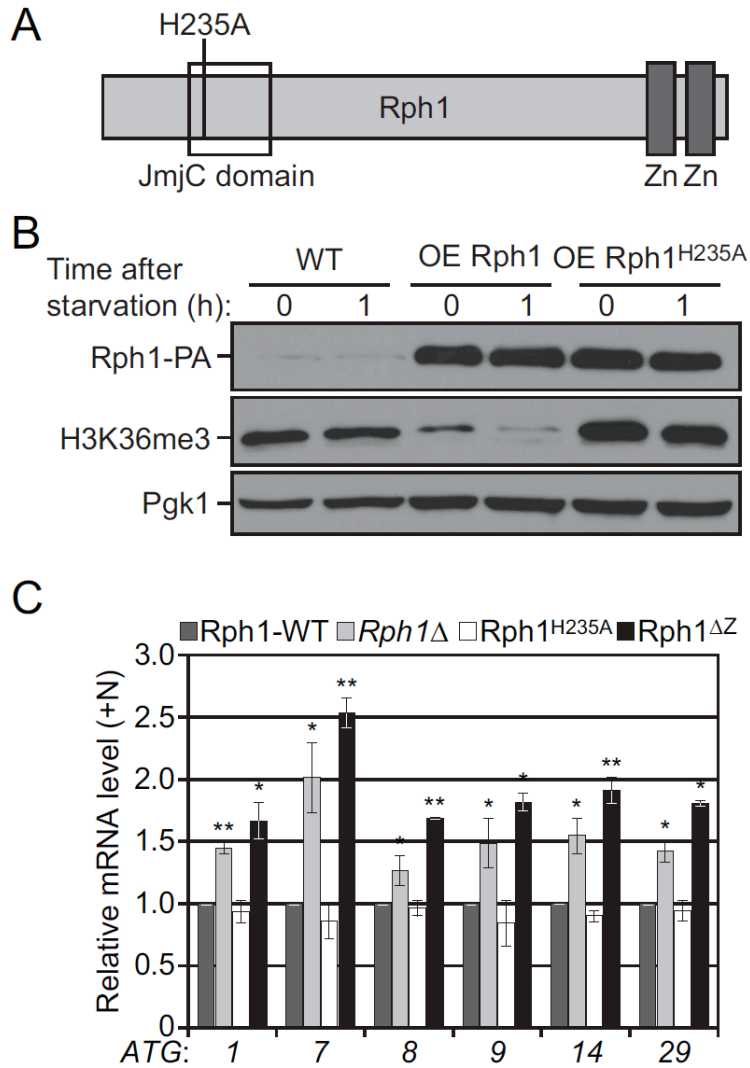 A
H235A
Rph1
JmjC domain
Zn Zn
B
WT OE Rph1 OE Rph1H235A
Time after
starvation (h): 0 1 0 1 0 1
Rph1-PA
H3K36me3
Pgk1
C
Rph1-WT Rph1Δ Rph1H235A Rph1ΔZ
Relative mRNA level (+N)
3.0
2.5
2.0
1.5
1.0
0.5
0
** * * ** * ** * * * ** * *
ATG: 1 7 8 9 14 29